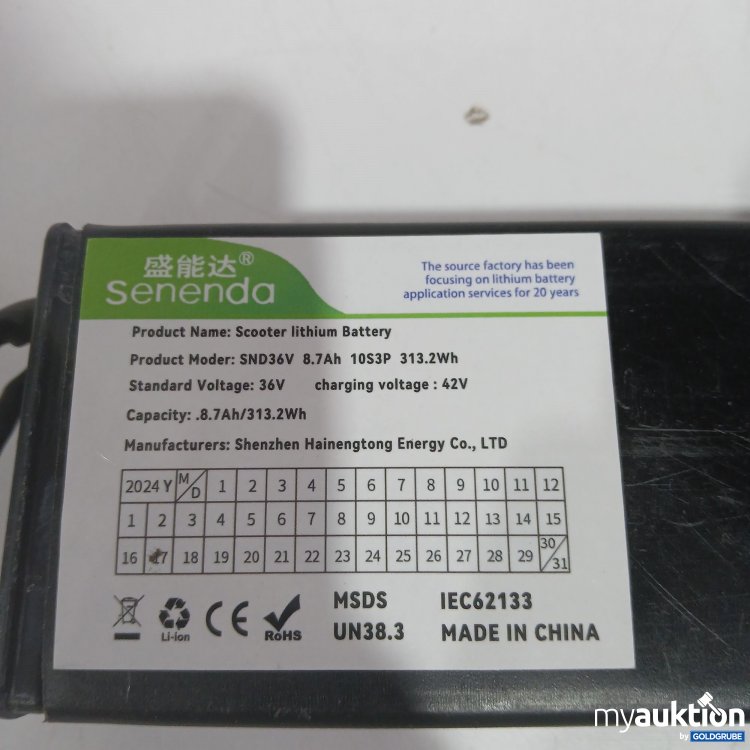 盛能达®
Senenda
The source factory has been
focusing on lithium battery
application services for 20 years
Product Name: Scooter lithium Battery
Product Moder: SND36V 8.7Ah 10S3P 313.2Wh
Standard Voltage: 36V charging voltage : 42V
Capacity: .8.7Ah/313.2Wh
Manufacturers: Shenzhen Hainengtong Energy Co., LTD
2024 Y M/D 1 2 3 4 5 6 7 8 9 10 11 12
1 2 3 4 5 6 7 8 9 10 11 12 13 14 15
16 17 18 19 20 21 22 23 24 25 26 27 28 29 30/31
Li-ion CE RoHS
MSDS IEC62133
UN38.3 MADE IN CHINA
myauktion
by GOLDGRUBE